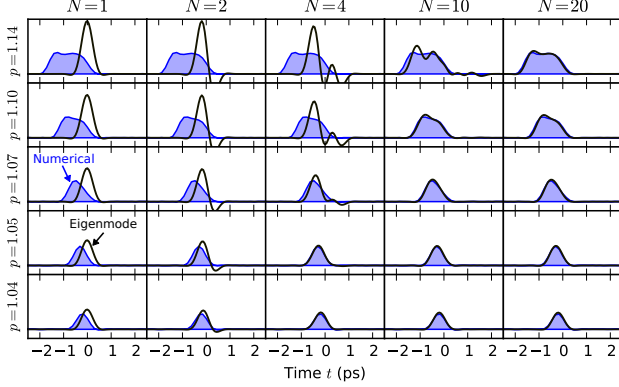 N = 1 N = 2 N = 4 N = 10 N = 20
p = 1.14
p = 1.10
p = 1.07
Numerical
p = 1.05
Eigenmode
p = 1.04
−2 −1 0 1 2 −2 −1 0 1 2 −2 −1 0 1 2 −2 −1 0 1 2 −2 −1 0 1 2
Time t (ps)